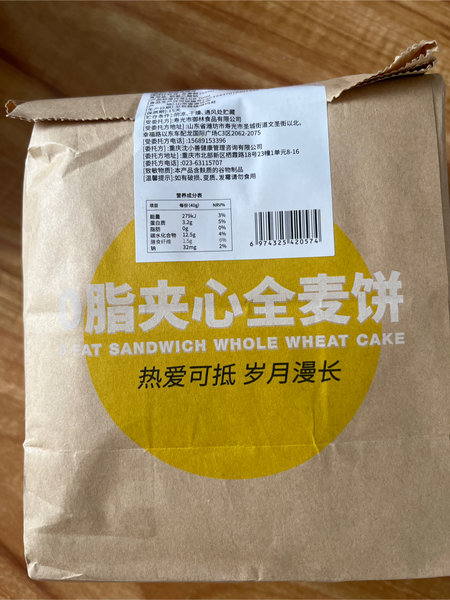 贮存条件:阴凉、干燥、通风处贮藏
受委托方:寿光市御林食品有限公司
受委托方地址:山东省潍坊市寿光市圣城街道文圣街以北,
幸福路以东车配龙国际广场C3区2062-2075
受委托方电话:15689153396
委托方:重庆沈小善健康管理咨询有限公司
委托方地址:重庆市北部新区栖霞路18号23幢1单元8-16
委托方电话:023-63115707
致敏物质:本产品含麸质的谷物制品
温馨提示:如有破损、变质、发霉请勿食用
营养成分表
项目 每份(40g) NRV%
能量 279kJ 3%
蛋白质 3.2g 5%
脂肪 0g 0%
碳水化合物 12.5g 4%
膳食纤维 1.5g 6%
钠 32mg 2%
6 974325 420574
0脂夹心全麦饼
EAT SANDWICH WHOLE WHEAT CAKE
热爱可抵 岁月漫长